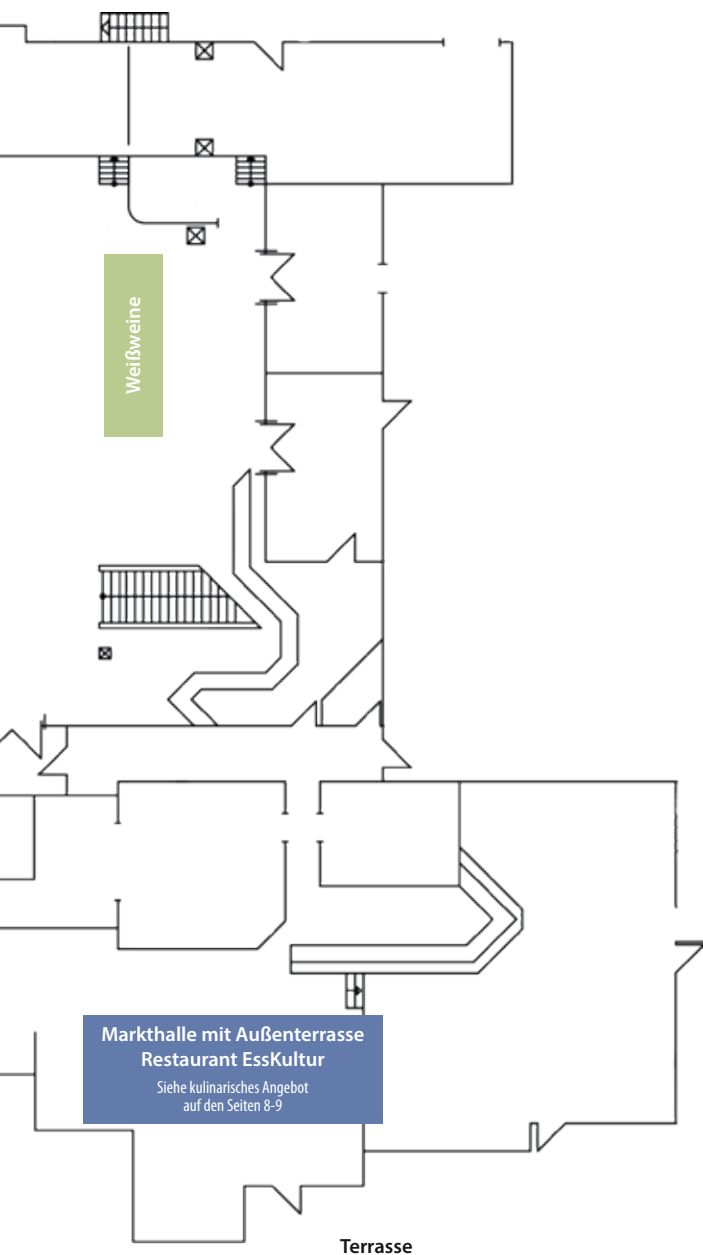 Weißweine
Markthalle mit Außenterrasse
Restaurant EssKultur
Siehe kulinarisches Angebot
auf den Seiten 8-9
Terrasse